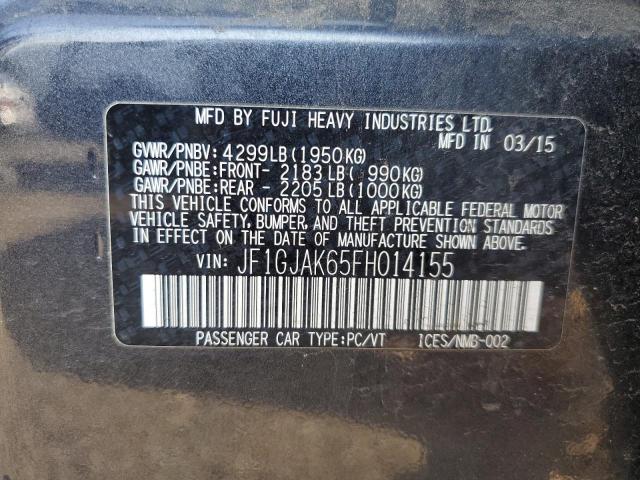 MFD BY FUJI HEAVY INDUSTRIES LTD.
MFD IN 03/15
GVWR/PNBV: 4299LB(1950KG)
GAWR/PNBE:FRONT- 2183LB( 990KG)
GAWR/PNBE:REAR - 2205LB(1000KG)
THIS VEHICLE CONFORMS TO ALL APPLICABLE FEDERAL MOTOR
VEHICLE SAFETY, BUMPER, AND THEFT PREVENTION STANDARDS
IN EFFECT ON THE DATE OF MANUFACTURE SHOWN ABOVE.
VIN: JF1GJAK65FH014155
PASSENGER CAR TYPE:PC/VT ICES/NMB-002